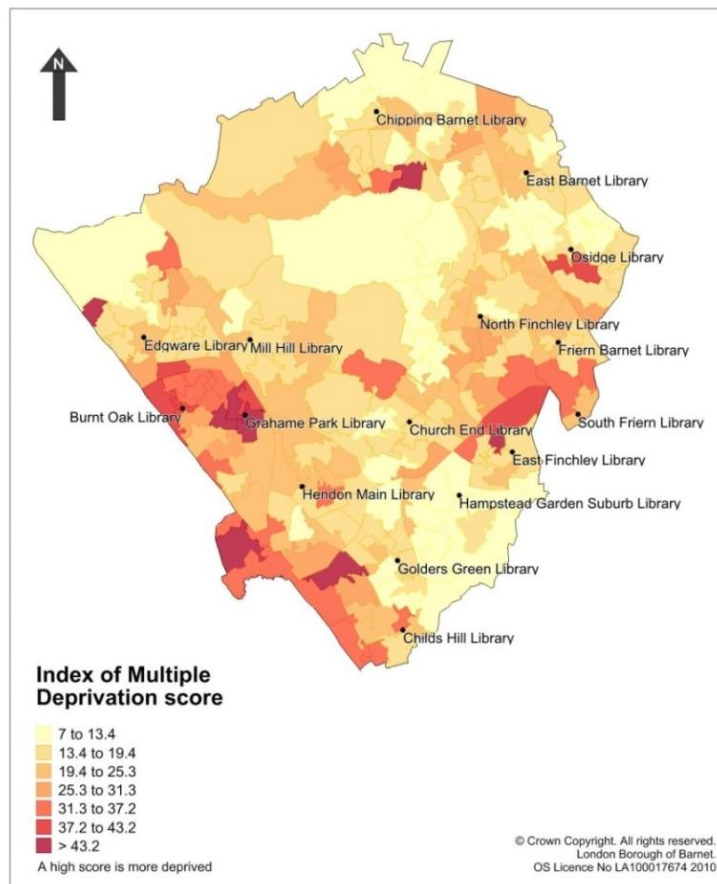 N
Chipping Barnet Library
East Barnet Library
Osidge Library
North Finchley Library
Edgware Library
Mill Hill Library
Friern Barnet Library
Burnt Oak Library
Grahame Park Library
Church End Library
South Friern Library
East Finchley Library
Hendon Main Library
Hampstead Garden Suburb Library
Golders Green Library
Childs Hill Library
Index of Multiple
Deprivation score
7 to 13.4
13.4 to 19.4
19.4 to 25.3
25.3 to 31.3
31.3 to 37.2
37.2 to 43.2
> 43.2
A high score is more deprived
© Crown Copyright. All rights reserved.
London Borough of Barnet.
OS Licence No LA100017674 2010